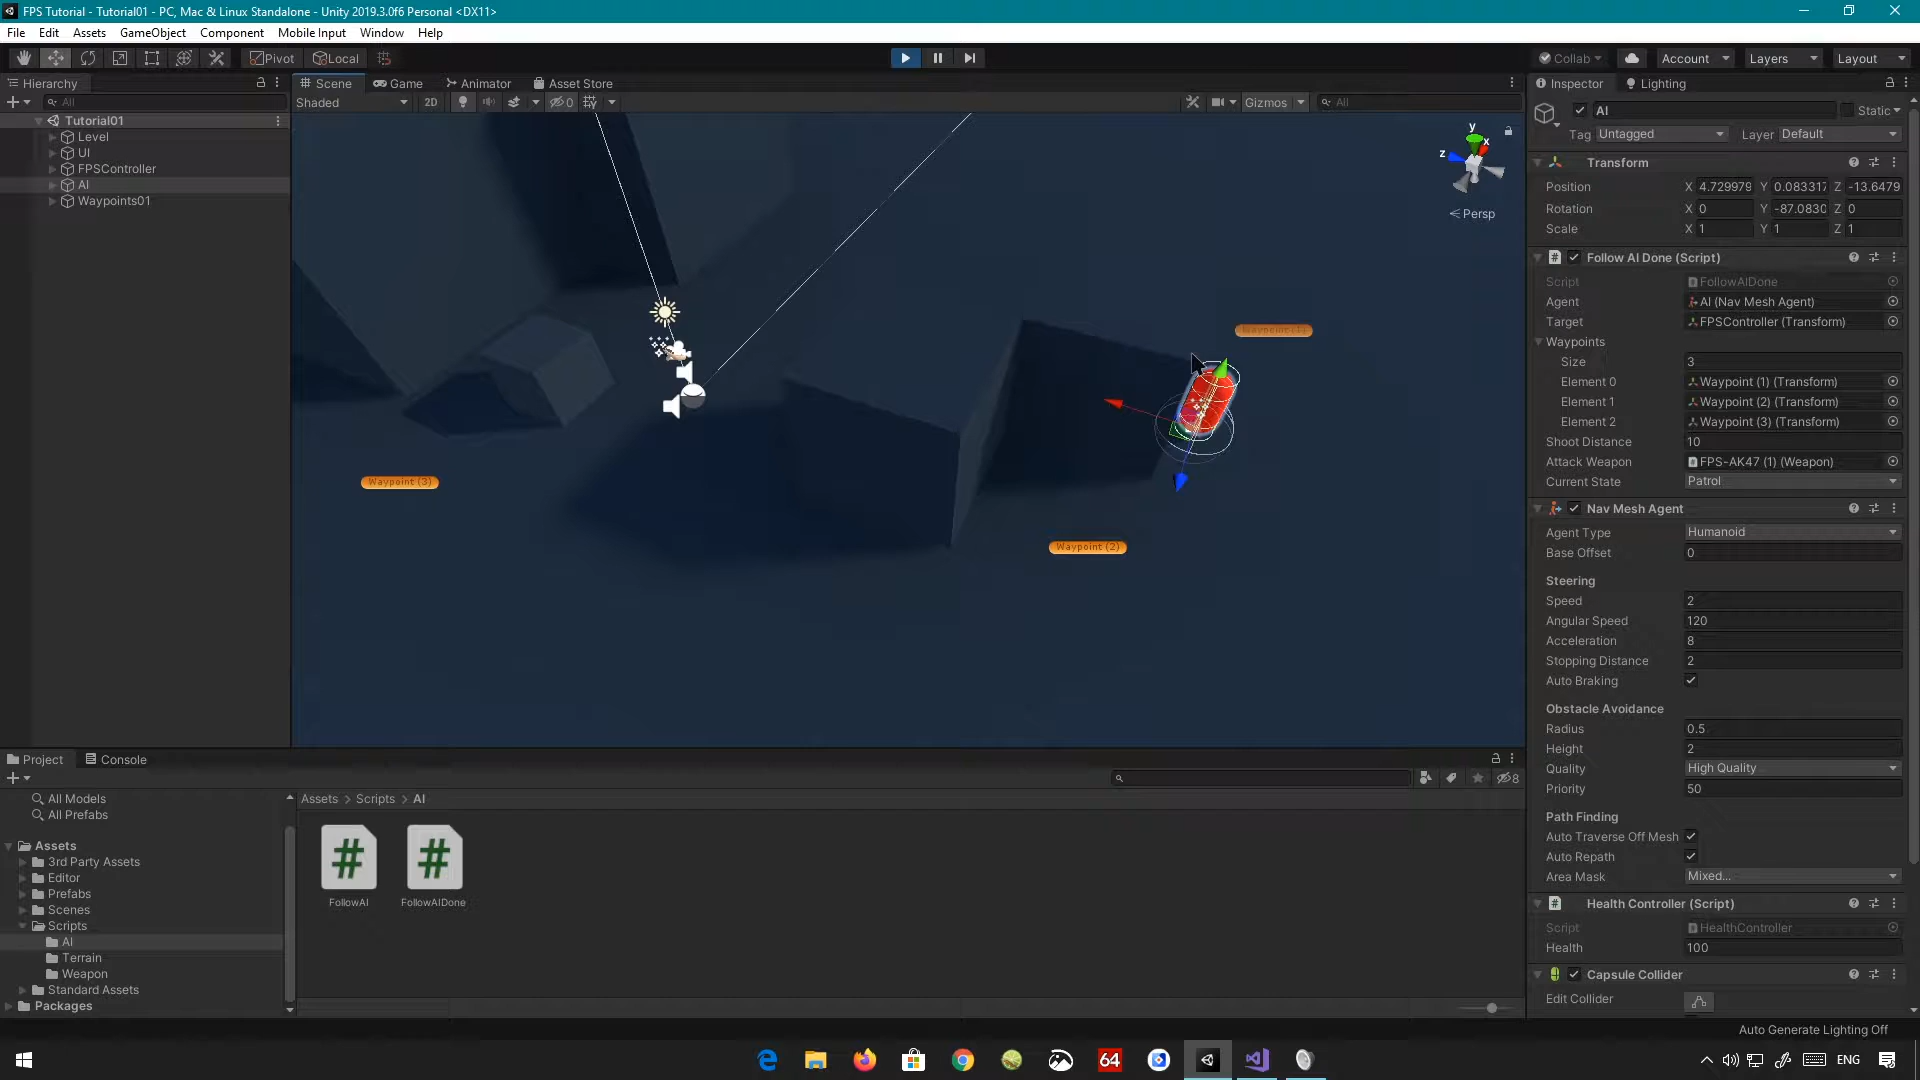 FPS Tutorial - Tutorial01 - PC, Mac & Linux Standalone - Unity 2019.3.0f6 Personal <DX11>
File Edit Assets GameObject Component Mobile Input Window Help
Pivot Local
Collab Account Layers Layout
Hierarchy
All
Tutorial01
Level
UI
FPSController
AI
Waypoints01
Scene Game Animator Asset Store
Shaded 2D 0 Gizmos All
y
x
z
Persp
Waypoint (3)
Waypoint (2)
Inspector Lighting
AI Static
Tag Untagged Layer Default
Transform
Position X 4.729979 Y 0.083317 Z -13.6479
Rotation X 0 Y -87.0830 Z 0
Scale X 1 Y 1 Z 1
# Follow AI Done (Script)
Script FollowAIDone
Agent AI (Nav Mesh Agent)
Target FPSController (Transform)
Waypoints
Size 3
Element 0 Waypoint (1) (Transform)
Element 1 Waypoint (2) (Transform)
Element 2 Waypoint (3) (Transform)
Shoot Distance 10
Attack Weapon FPS-AK47 (1) (Weapon)
Current State Patrol
Nav Mesh Agent
Agent Type Humanoid
Base Offset 0
Steering
Speed 2
Angular Speed 120
Acceleration 8
Stopping Distance 2
Auto Braking
Obstacle Avoidance
Radius 0.5
Height 2
Quality High Quality
Priority 50
Path Finding
Auto Traverse Off Mesh
Auto Repath
Area Mask Mixed...
# Health Controller (Script)
Script HealthController
Health 100
Capsule Collider
Edit Collider
Project Console
8
All Models
All Prefabs
Assets
3rd Party Assets
Editor
Prefabs
Scenes
Scripts
AI
Terrain
Weapon
Standard Assets
Packages
Assets > Scripts > AI
# #
FollowAI FollowAIDone
Auto Generate Lighting Off
64
ENG